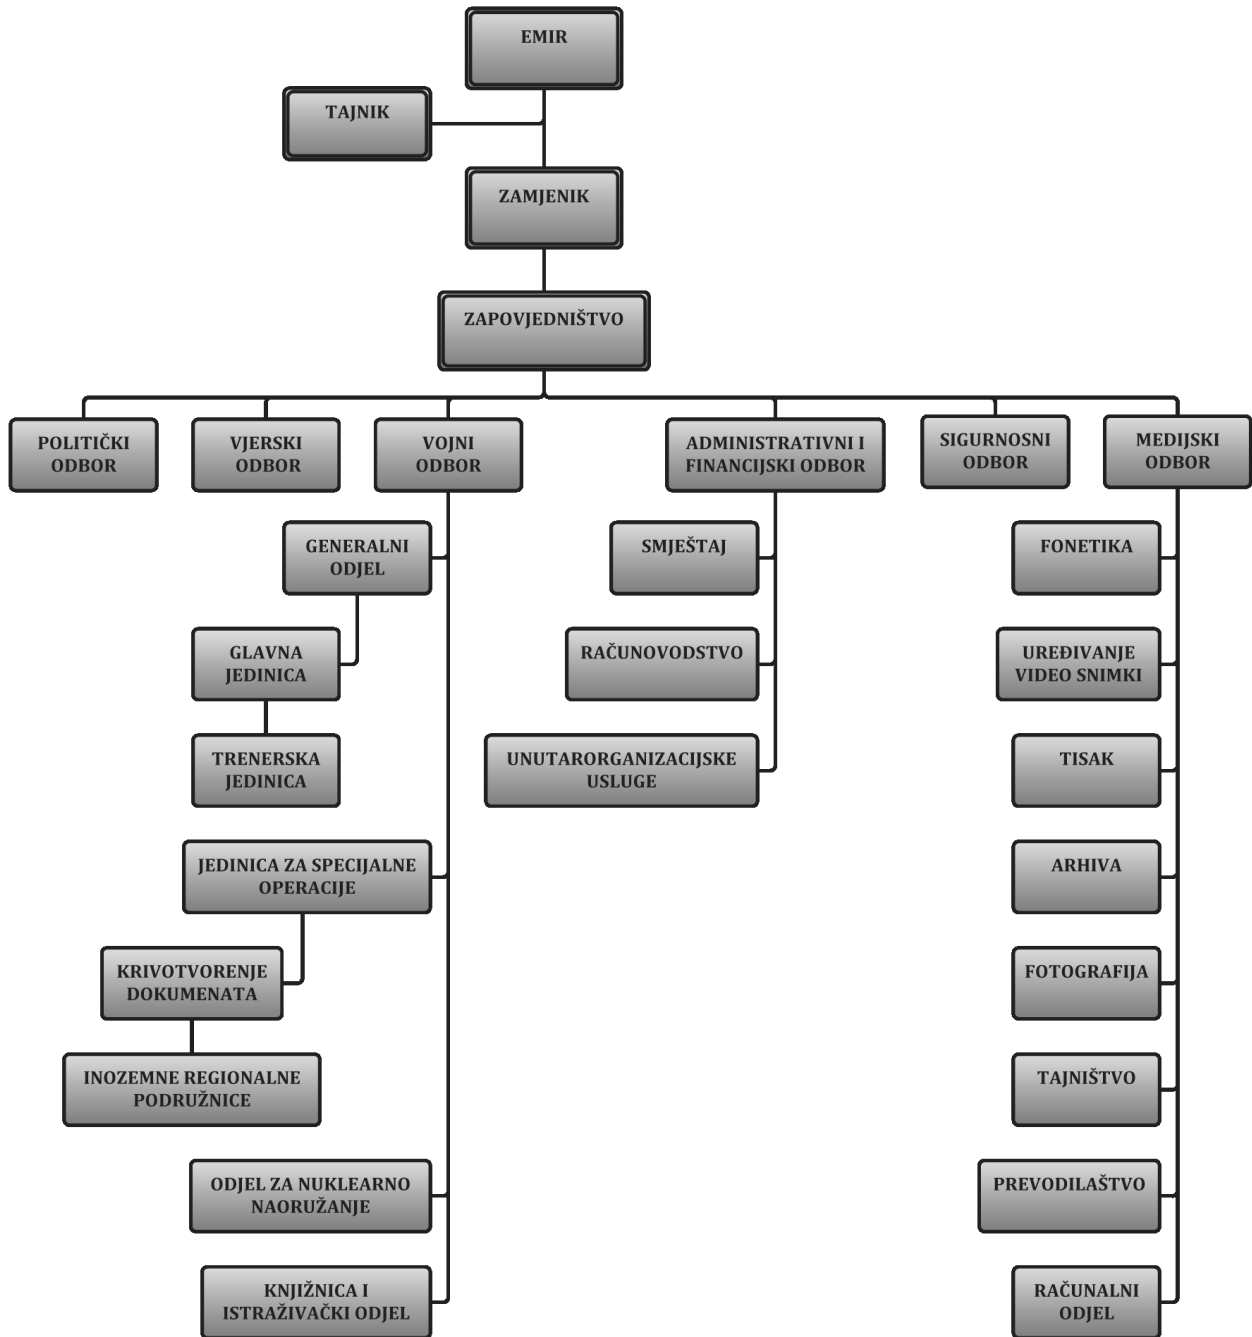 EMIR
TAJNIK
ZAMJENIK
ZAPOVJEDNIŠTVO
POLITIČKI
ODBOR
VJERSKI
ODBOR
VOJNI
ODBOR
ADMINISTRATIVNI I
FINANCIJSKI ODBOR
SIGURNOSNI
ODBOR
MEDIJSKI
ODBOR
GENERALNI
ODJEL
GLAVNA
JEDINICA
TRENERSKA
JEDINICA
JEDINICA ZA SPECIJALNE
OPERACIJE
KRIVOTVORENJE
DOKUMENATA
INOZEMNE REGIONALNE
PODRUŽNICE
ODJEL ZA NUKLEARNO
NAORUŽANJE
KNJIŽNICA I
ISTRAŽIVAČKI ODJEL
SMJEŠTAJ
RAČUNOVODSTVO
UNUTARORGANIZACIJSKE
USLUGE
FONETIKA
UREĐIVANJE
VIDEO SNIMKI
TISAK
ARHIVA
FOTOGRAFIJA
TAJNIŠTVO
PREVODILAŠTVO
RAČUNALNI
ODJEL